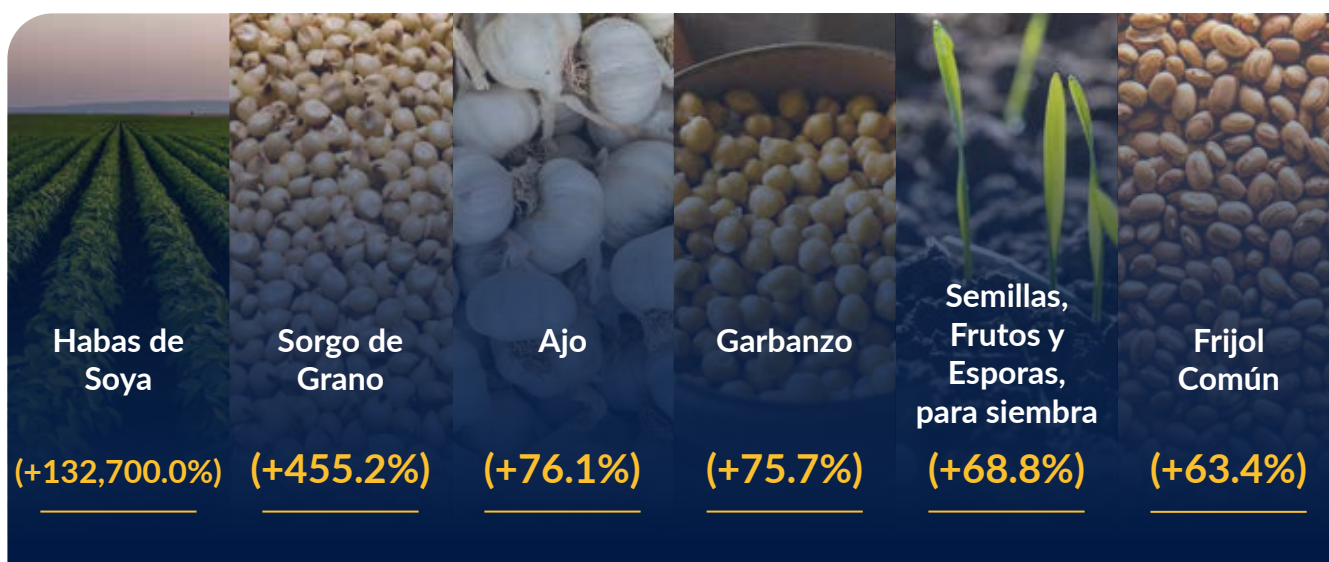 Habas de
Soya
(+132,700.0%)
Sorgo de
Grano
(+455.2%)
Ajo
(+76.1%)
Garbanzo
(+75.7%)
Semillas,
Frutos y
Esporas,
para siembra
(+68.8%)
Frijol
Común
(+63.4%)